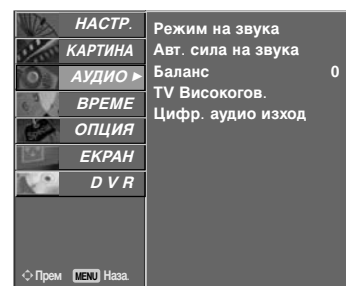 НАСТР.
КАРТИНА
АУДИО ▶
ВРЕМЕ
ОПЦИЯ
ЕКРАН
D V R
Режим на звука
Авт. сила на звука
Баланс 0
TV Високогов.
Цифр. аудио изход
Прем MENU Наза.